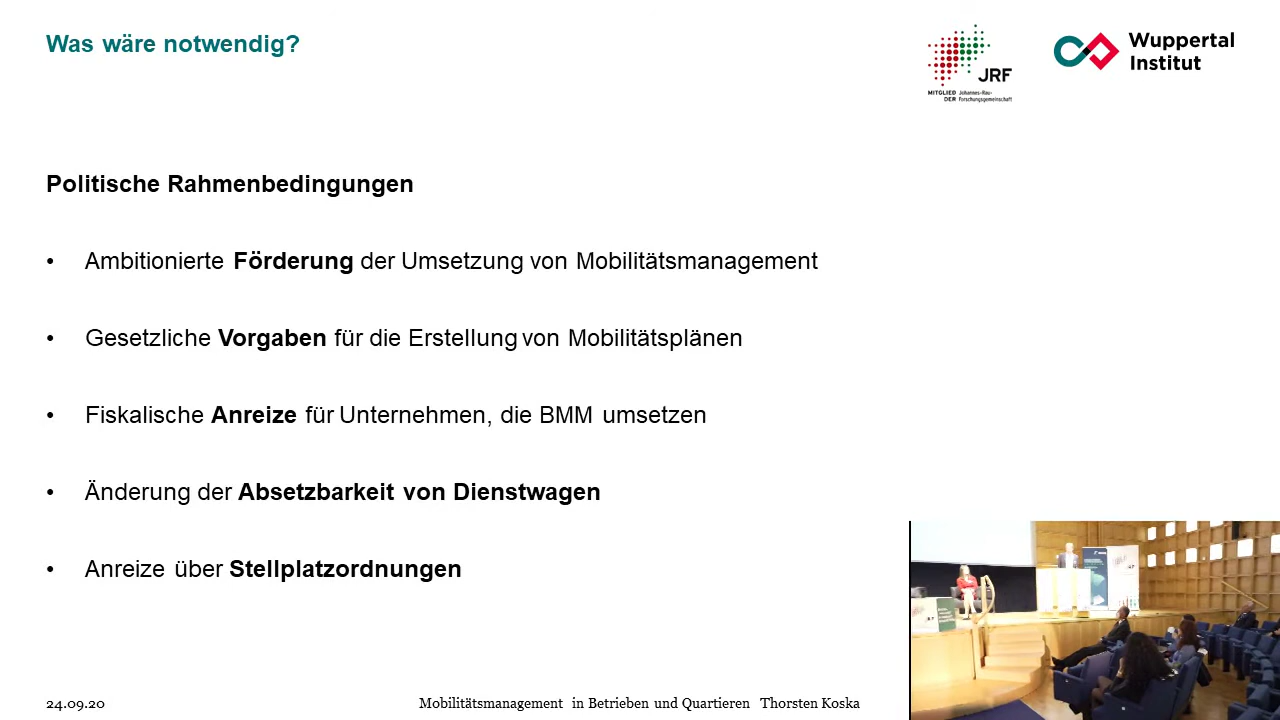 Was wäre notwendig?
JRF
MITGLIED Johannes-Rau-
DER Forschungsgemeinschaft
Wuppertal
Institut
Politische Rahmenbedingungen
• Ambitionierte Förderung der Umsetzung von Mobilitätsmanagement
• Gesetzliche Vorgaben für die Erstellung von Mobilitätsplänen
• Fiskalische Anreize für Unternehmen, die BMM umsetzen
• Änderung der Absetzbarkeit von Dienstwagen
• Anreize über Stellplatzordnungen
24.09.20
Mobilitätsmanagement in Betrieben und Quartieren Thorsten Koska